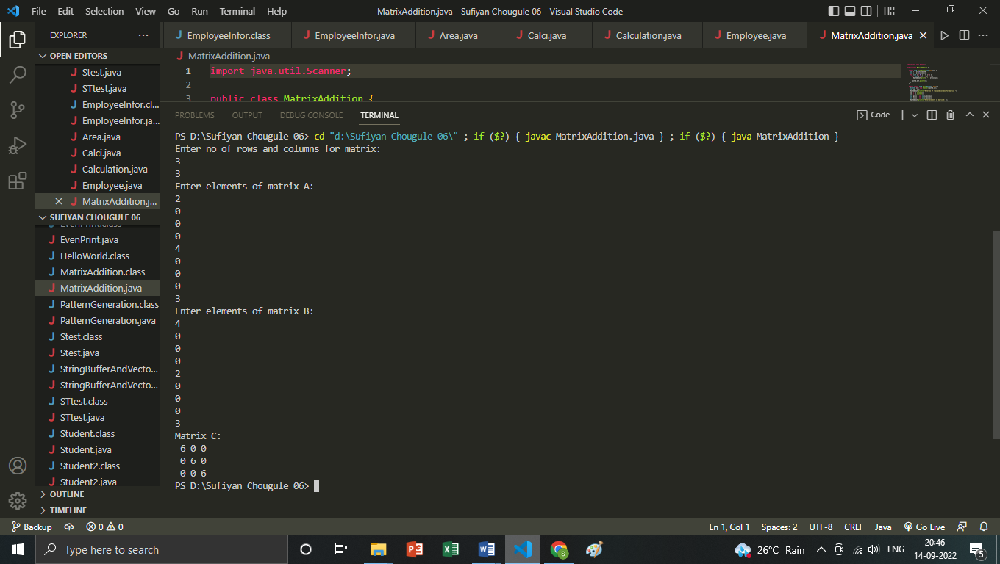 File Edit Selection View Go Run Terminal Help
MatrixAddition.java - Sufiyan Chougule 06 - Visual Studio Code
EXPLORER
OPEN EDITORS
Stest.java
STtest.java
EmployeeInfor.cl...
EmployeeInfor.ja...
Area.java
Calci.java
Calculation.java
Employee.java
MatrixAddition.j...
SUFIYAN CHOUGULE 06
EvenPrint.class
EvenPrint.java
HelloWorld.class
MatrixAddition.class
MatrixAddition.java
PatternGeneration.class
PatternGeneration.java
Stest.class
Stest.java
StringBufferAndVecto...
StringBufferAndVecto...
STtest.class
STtest.java
Student.class
Student.java
Student2.class
Student2.java
OUTLINE
TIMELINE
EmployeeInfor.class EmployeeInfor.java Area.java Calci.java Calculation.java Employee.java MatrixAddition.java
MatrixAddition.java
1 import java.util.Scanner;
2
3 public class MatrixAddition {
PROBLEMS OUTPUT DEBUG CONSOLE TERMINAL
Code
PS D:\Sufiyan Chougule 06> cd "d:\Sufiyan Chougule 06\" ; if ($?) { javac MatrixAddition.java } ; if ($?) { java MatrixAddition }
Enter no of rows and columns for matrix:
3
3
Enter elements of matrix A:
2
0
0
0
4
0
0
0
3
Enter elements of matrix B:
4
0
0
0
2
0
0
0
3
Matrix C:
6 0 0
0 6 0
0 0 6
PS D:\Sufiyan Chougule 06>
Backup 0 0
Ln 1, Col 1 Spaces: 2 UTF-8 CRLF Java Go Live
Type here to search
26°C Rain ENG
20:46
14-09-2022
5